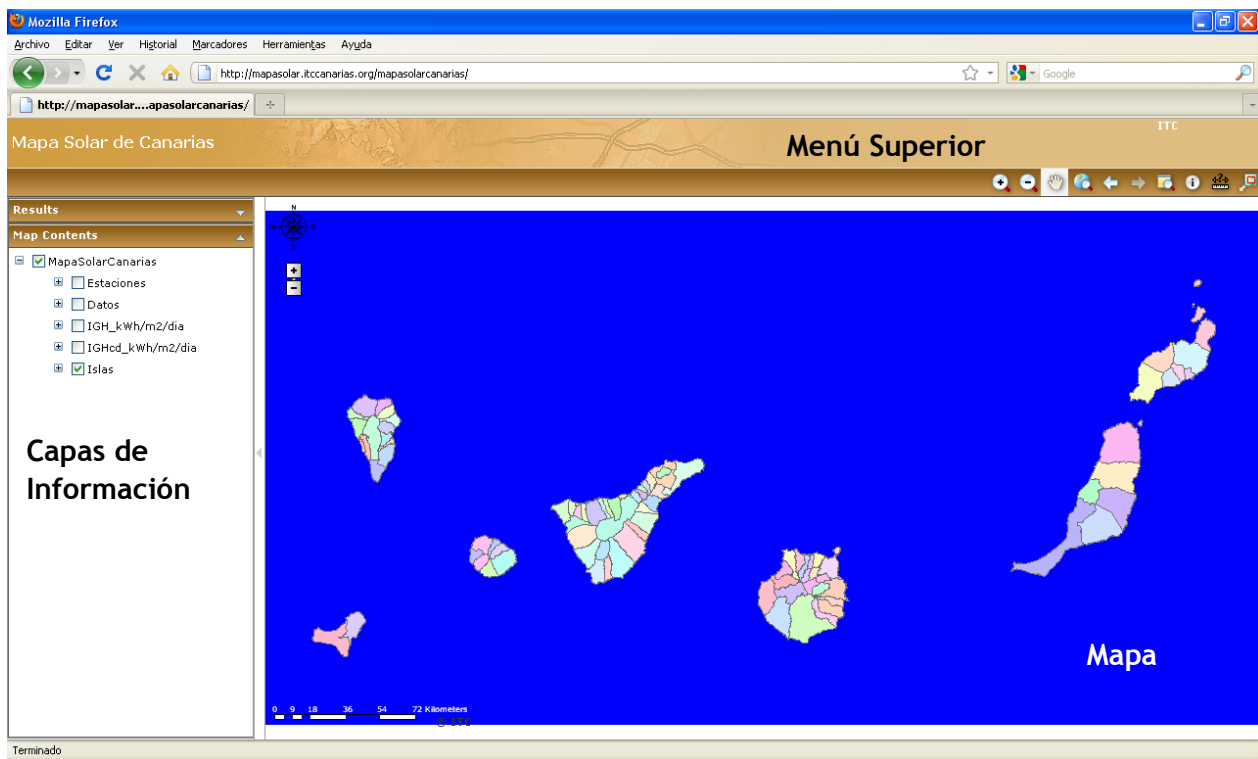 Mozilla Firefox
Archivo Editar Ver Historial Marcadores Herramientas Ayuda
http://mapasolar.itccanarias.org/mapasolarcanarias/
Google
http://mapasolar....apasolarcanarias/
Mapa Solar de Canarias
Menú Superior
ITC
Results
Map Contents
MapaSolarCanarias
Estaciones
Datos
IGH_kWh/m2/dia
IGHcd_kWh/m2/dia
Islas
Capas de
Información
N
Mapa
0 9 18 36 54 72 Kilometers
Terminado